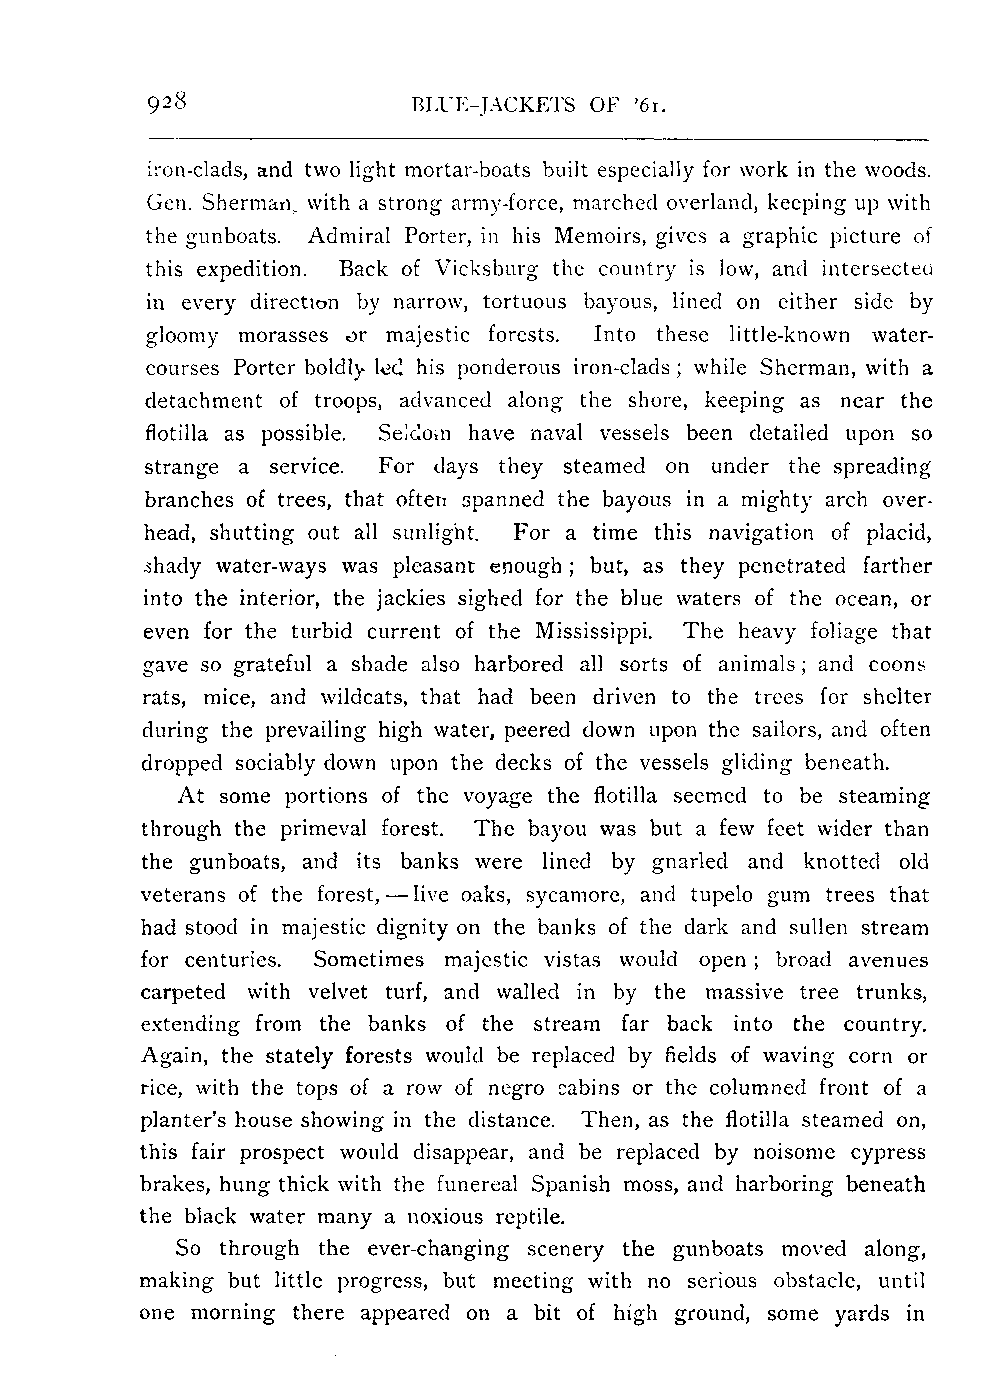 928 BLUE-JACKETS OF '61.
iron-clads, and two light mortar-boats built especially for work in the woods.
Gen. Sherman, with a strong army-force, marched overland, keeping up with
the gunboats. Admiral Porter, in his Memoirs, gives a graphic picture of
this expedition. Back of Vicksburg the country is low, and intersected
in every direction by narrow, tortuous bayous, lined on either side by
gloomy morasses or majestic forests. Into these little-known water-
courses Porter boldly led his ponderous iron-clads; while Sherman, with a
detachment of troops, advanced along the shore, keeping as near the
flotilla as possible. Seldom have naval vessels been detailed upon so
strange a service. For days they steamed on under the spreading
branches of trees, that often spanned the bayous in a mighty arch over-
head, shutting out all sunlight. For a time this navigation of placid,
shady water-ways was pleasant enough; but, as they penetrated farther
into the interior, the jackies sighed for the blue waters of the ocean, or
even for the turbid current of the Mississippi. The heavy foliage that
gave so grateful a shade also harbored all sorts of animals; and coons
rats, mice, and wildcats, that had been driven to the trees for shelter
during the prevailing high water, peered down upon the sailors, and often
dropped sociably down upon the decks of the vessels gliding beneath.
At some portions of the voyage the flotilla seemed to be steaming
through the primeval forest. The bayou was but a few feet wider than
the gunboats, and its banks were lined by gnarled and knotted old
veterans of the forest,—live oaks, sycamore, and tupelo gum trees that
had stood in majestic dignity on the banks of the dark and sullen stream
for centuries. Sometimes majestic vistas would open; broad avenues
carpeted with velvet turf, and walled in by the massive tree trunks,
extending from the banks of the stream far back into the country.
Again, the stately forests would be replaced by fields of waving corn or
rice, with the tops of a row of negro cabins or the columned front of a
planter's house showing in the distance. Then, as the flotilla steamed on,
this fair prospect would disappear, and be replaced by noisome cypress
brakes, hung thick with the funereal Spanish moss, and harboring beneath
the black water many a noxious reptile.
So through the ever-changing scenery the gunboats moved along,
making but little progress, but meeting with no serious obstacle, until
one morning there appeared on a bit of high ground, some yards in